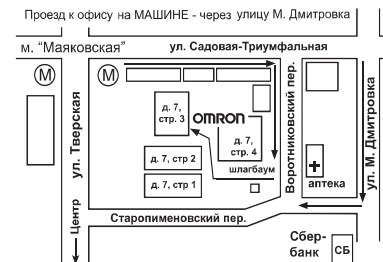 Проезд к офису на МАШИНЕ - через улицу М. Дмитровка
м. “Маяковская”
ул. Садовая-Триумфальная
М
М
ул. Тверская
Центр
д. 7,
стр. 3
OMRON
д. 7,
стр. 4
д. 7, стр 2
шлагбаум
д. 7, стр 1
Воротниковский пер.
аптека
ул. М. Дмитровка
Старопименовский пер.
Сбер-
банк
СБ